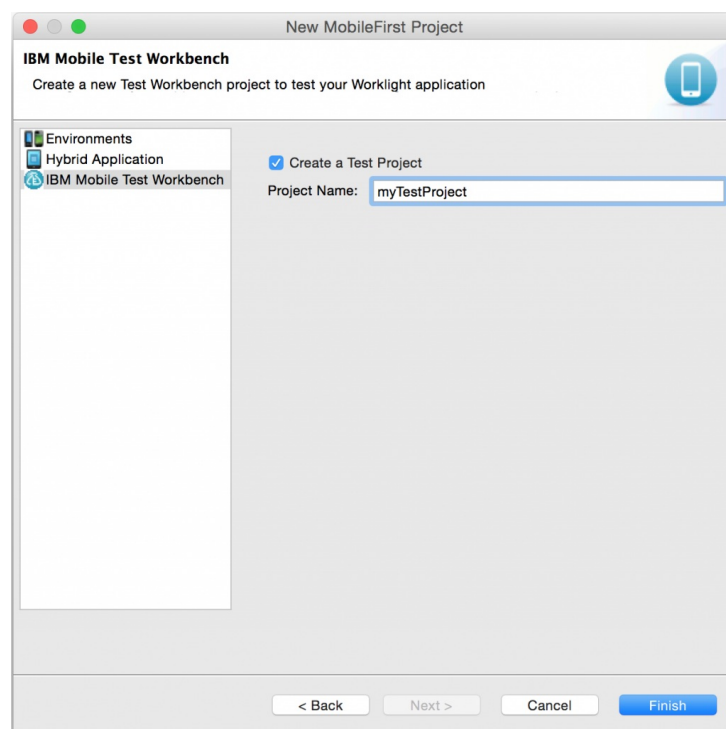 New MobileFirst Project
IBM Mobile Test Workbench
Create a new Test Workbench project to test your Worklight application
Environments
Hybrid Application
IBM Mobile Test Workbench
Create a Test Project
Project Name: myTestProject
< Back Next > Cancel Finish